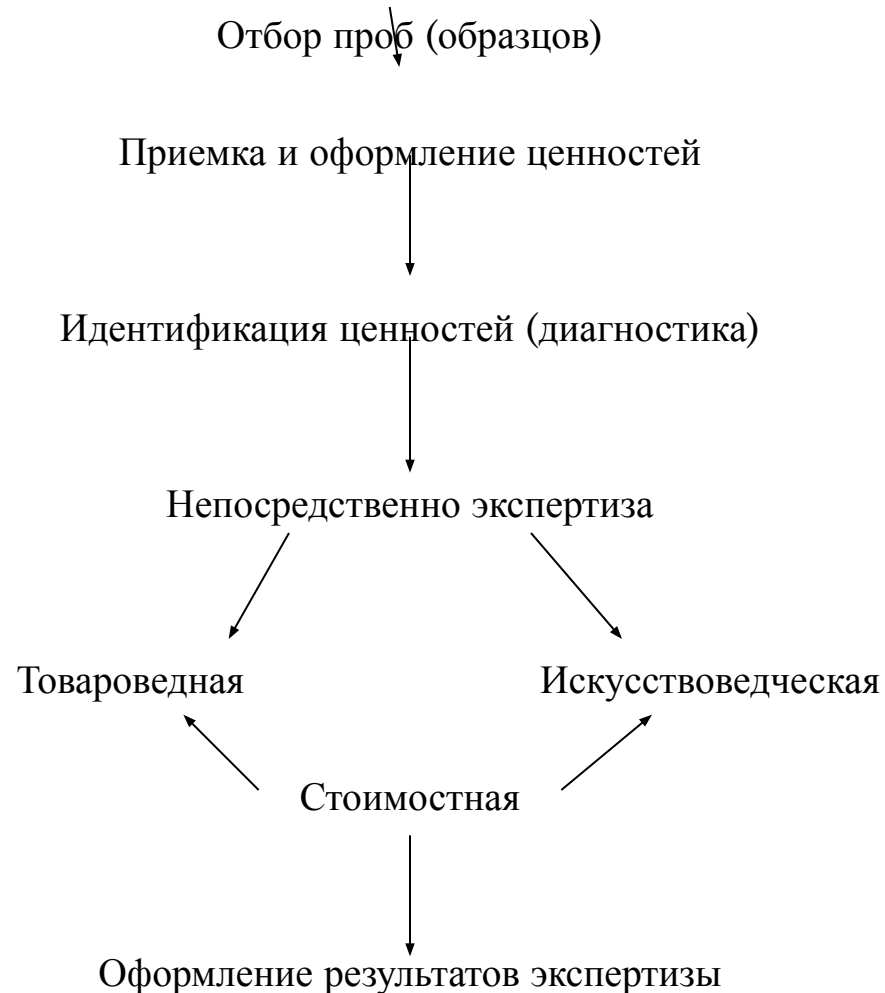 Отбор проб (образцов)
Приемка и оформление ценностей
Идентификация ценностей (диагностика)
Непосредственно экспертиза
Товароведная Искусствоведческая
Стоимостная
Оформление результатов экспертизы